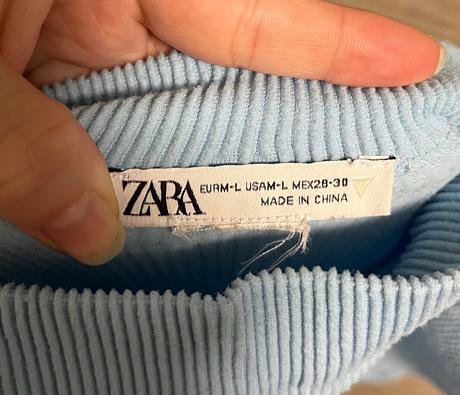 ZARA
EURM-L USAM-L MEX28-30
MADE IN CHINA